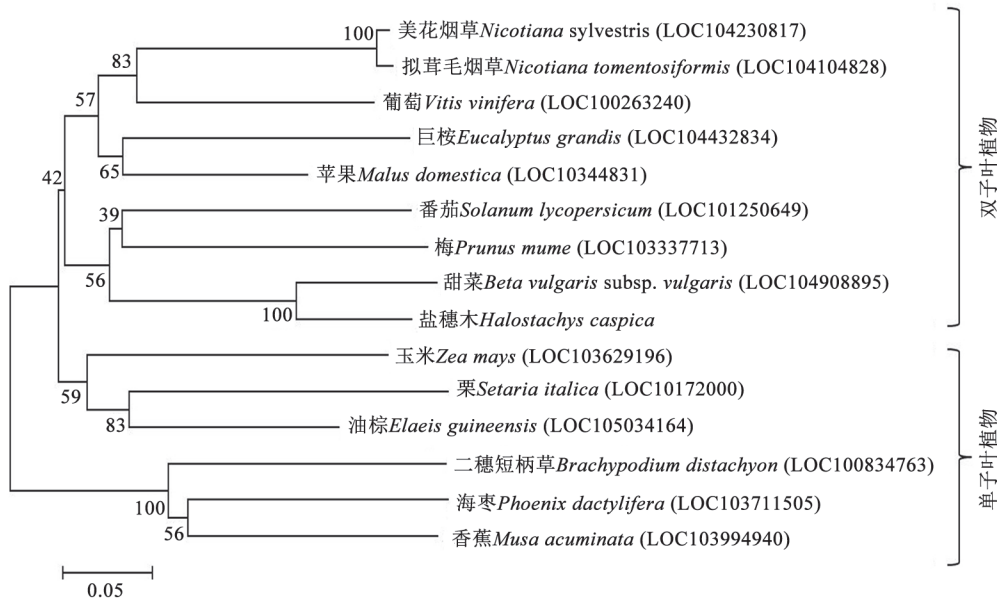 100
美花烟草Nicotiana sylvestris (LOC104230817)
83
拟茸毛烟草Nicotiana tomentosiformis (LOC104104828)
57
葡萄Vitis vinifera (LOC100263240)
巨桉Eucalyptus grandis (LOC104432834)
65
苹果Malus domestica (LOC10344831)
42
39
番茄Solanum lycopersicum (LOC101250649)
梅Prunus mume (LOC103337713)
56
甜菜Beta vulgaris subsp. vulgaris (LOC104908895)
100
盐穗木Halostachys caspica
双子叶植物
玉米Zea mays (LOC103629196)
59
栗Setaria italica (LOC10172000)
83
油棕Elaeis guineensis (LOC105034164)
二穗短柄草Brachypodium distachyon (LOC100834763)
100
海枣Phoenix dactylifera (LOC103711505)
56
香蕉Musa acuminata (LOC103994940)
单子叶植物
0.05